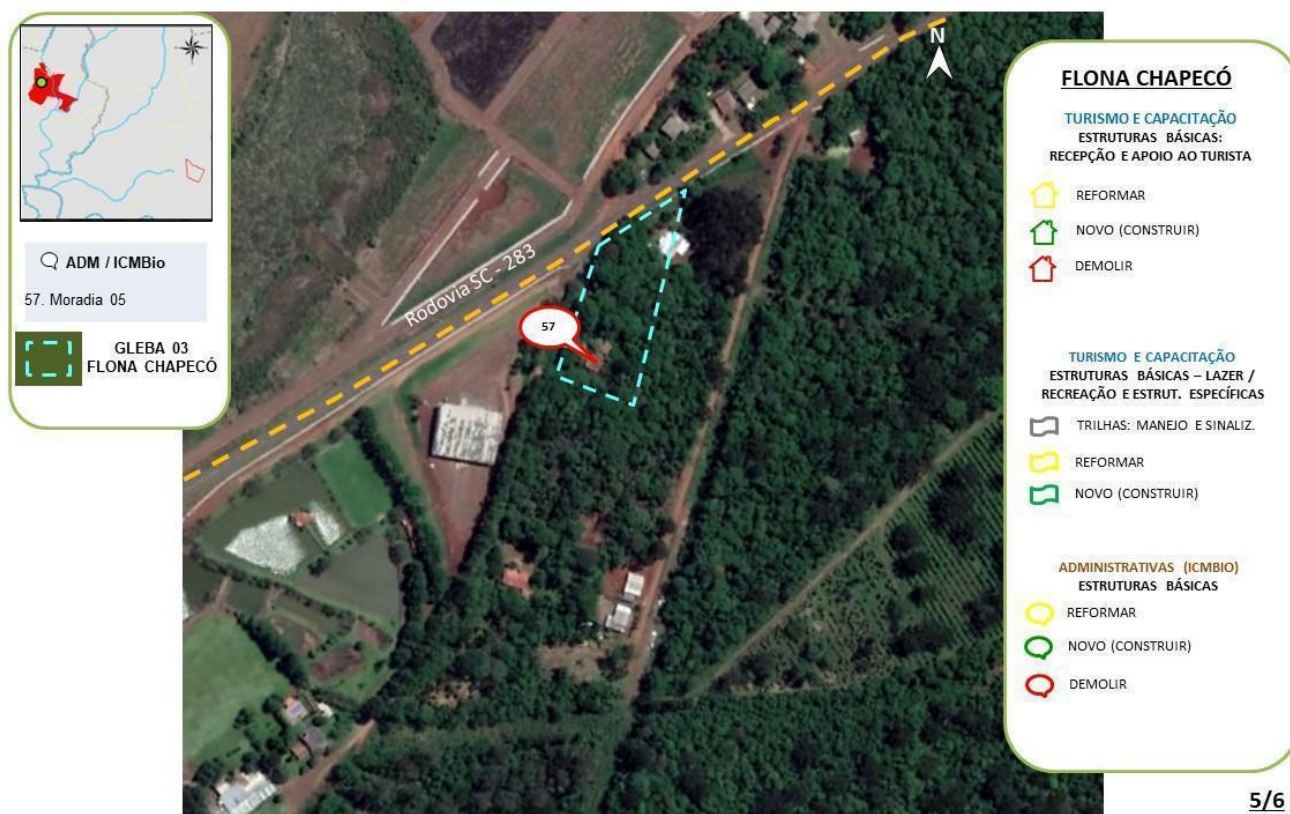 ADM / ICMBio
57. Moradia 05
GLEBA 03
FLONA CHAPECÓ
N
Rodovia SC - 283
57
FLONA CHAPECÓ
TURISMO E CAPACITAÇÃO
ESTRUTURAS BÁSICAS:
RECEPÇÃO E APOIO AO TURISTA
REFORMAR
NOVO (CONSTRUIR)
DEMOLIR
TURISMO E CAPACITAÇÃO
ESTRUTURAS BÁSICAS – LAZER /
RECREAÇÃO E ESTRUT. ESPECÍFICAS
TRILHAS: MANEJO E SINALIZ.
REFORMAR
NOVO (CONSTRUIR)
ADMINISTRATIVAS (ICMBIO)
ESTRUTURAS BÁSICAS
REFORMAR
NOVO (CONSTRUIR)
DEMOLIR
5/6